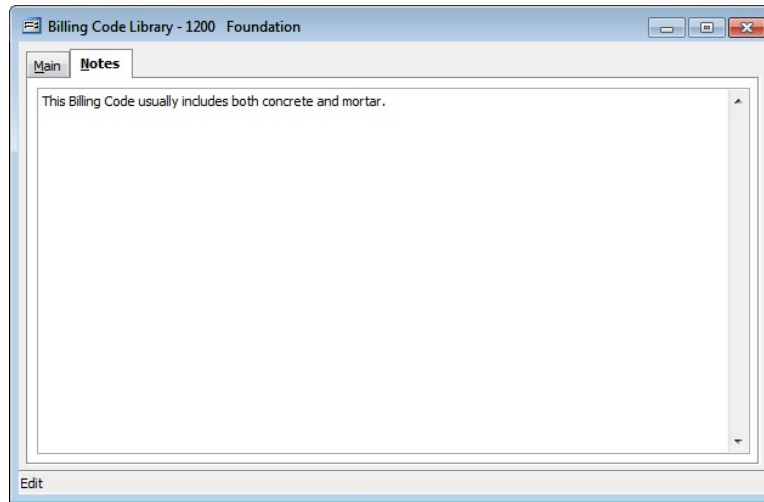 Billing Code Library - 1200   Foundation
Main Notes
This Billing Code usually includes both concrete and mortar.
Edit